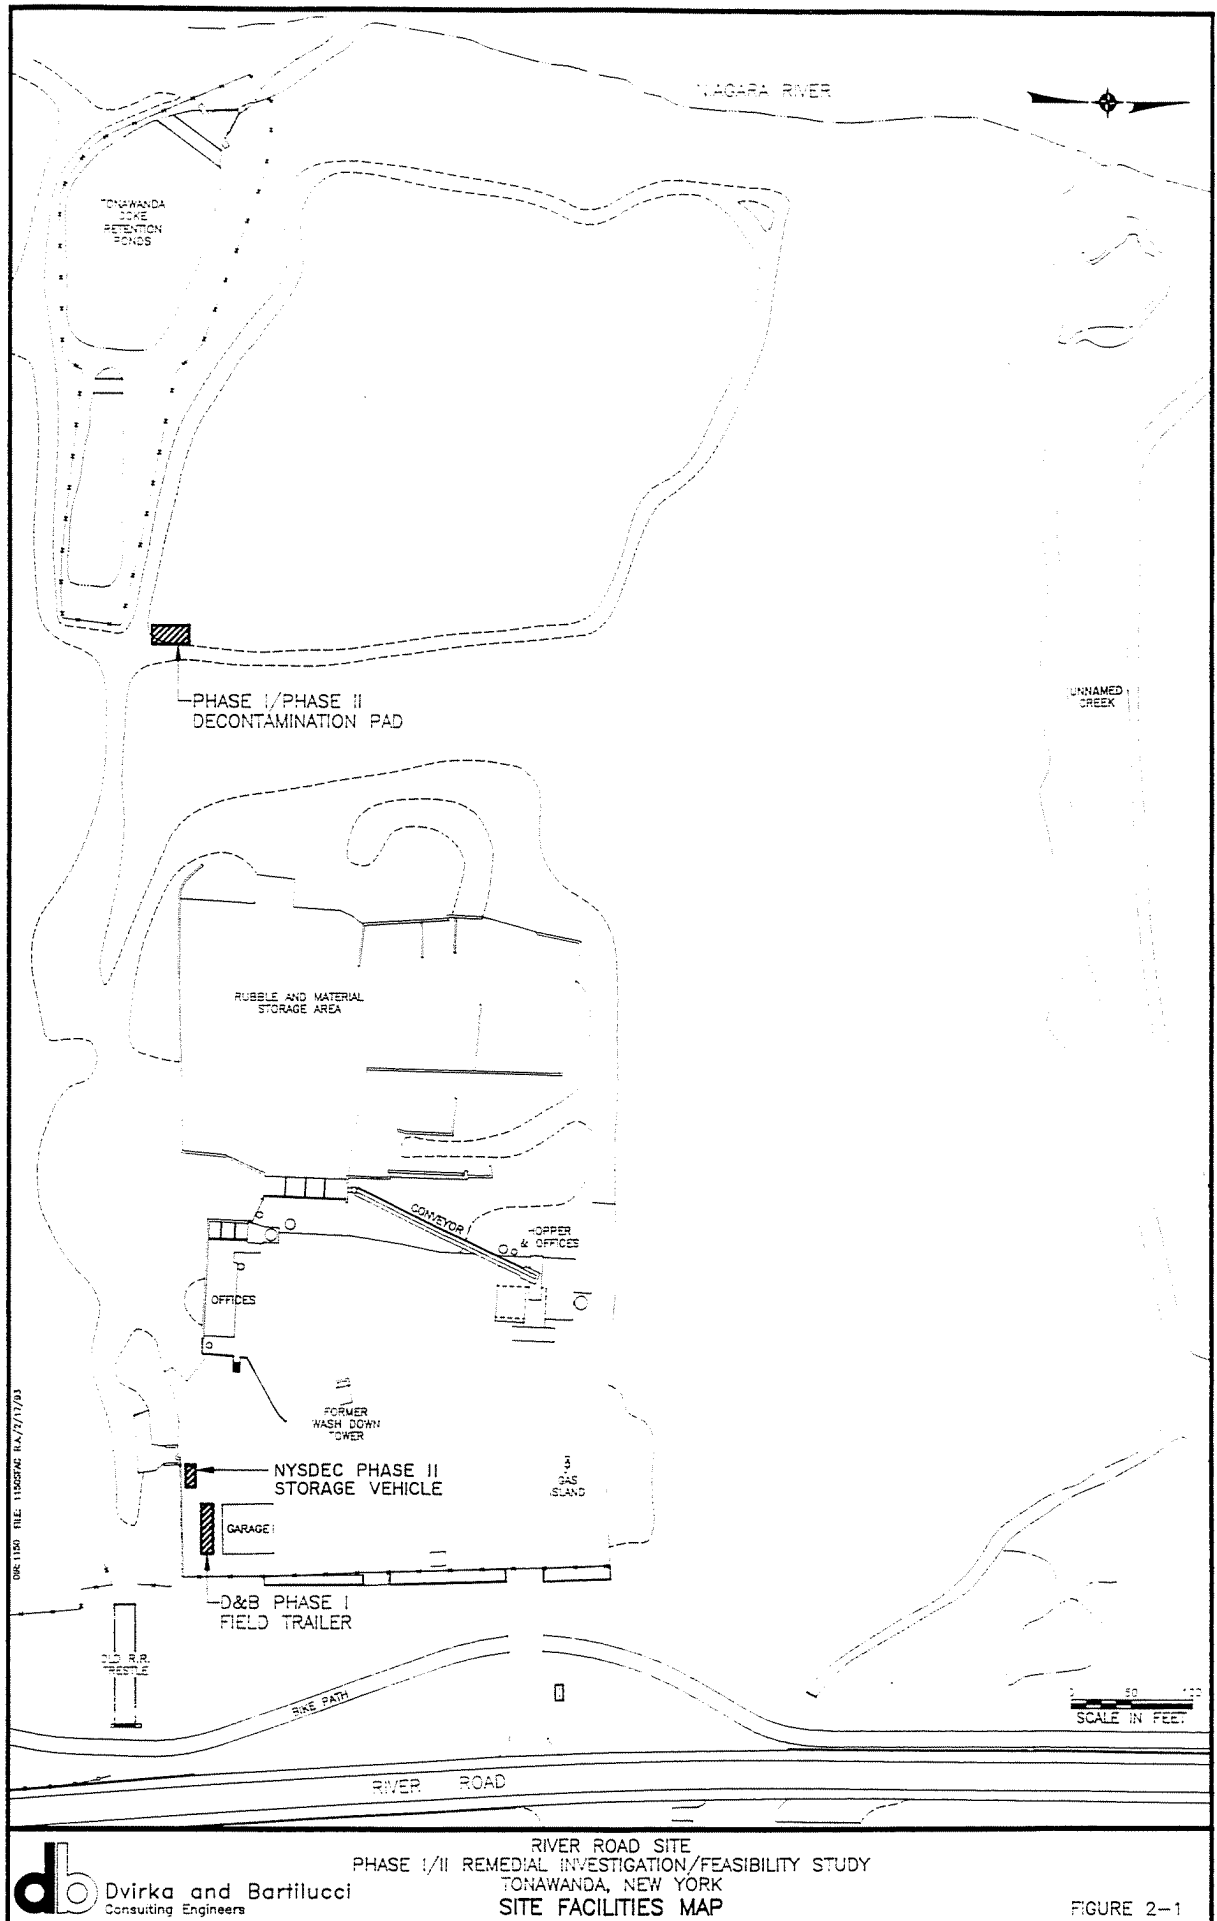 NIAGARA RIVER
TONAWANDA
COKE
RETENTION
PONDS
PHASE I/PHASE II
DECONTAMINATION PAD
UNNAMED
CREEK
RUBBLE AND MATERIAL
STORAGE AREA
CONVEYOR
HOPPER
& OFFICES
OFFICES
FORMER
WASH DOWN
TOWER
NYSDEC PHASE II
STORAGE VEHICLE
GAS
ISLAND
GARAGE
D&B PHASE I
FIELD TRAILER
OLD R.R.
TRESTLE
BIKE PATH
0 50 100
SCALE IN FEET
RIVER ROAD
db
Dvirka and Bartilucci
Consulting Engineers
RIVER ROAD SITE
PHASE I/II REMEDIAL INVESTIGATION/FEASIBILITY STUDY
TONAWANDA, NEW YORK
SITE FACILITIES MAP
FIGURE 2-1